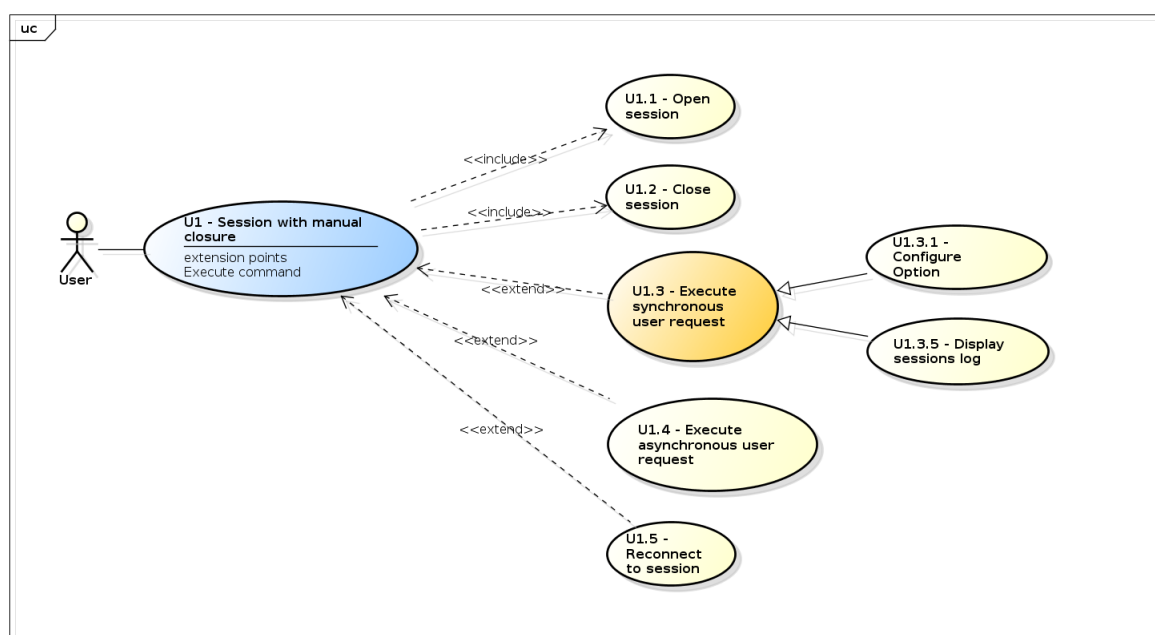 uc
U1.1 - Open
session
<<include>>
U1.2 - Close
session
<<include>>
U1 - Session with manual
closure
extension points
Execute command
User
U1.3 - Execute
synchronous
user request
<<extend>>
U1.3.1 -
Configure
Option
U1.3.5 - Display
sessions log
<<extend>>
U1.4 - Execute
asynchronous user
request
<<extend>>
U1.5 -
Reconnect
to session